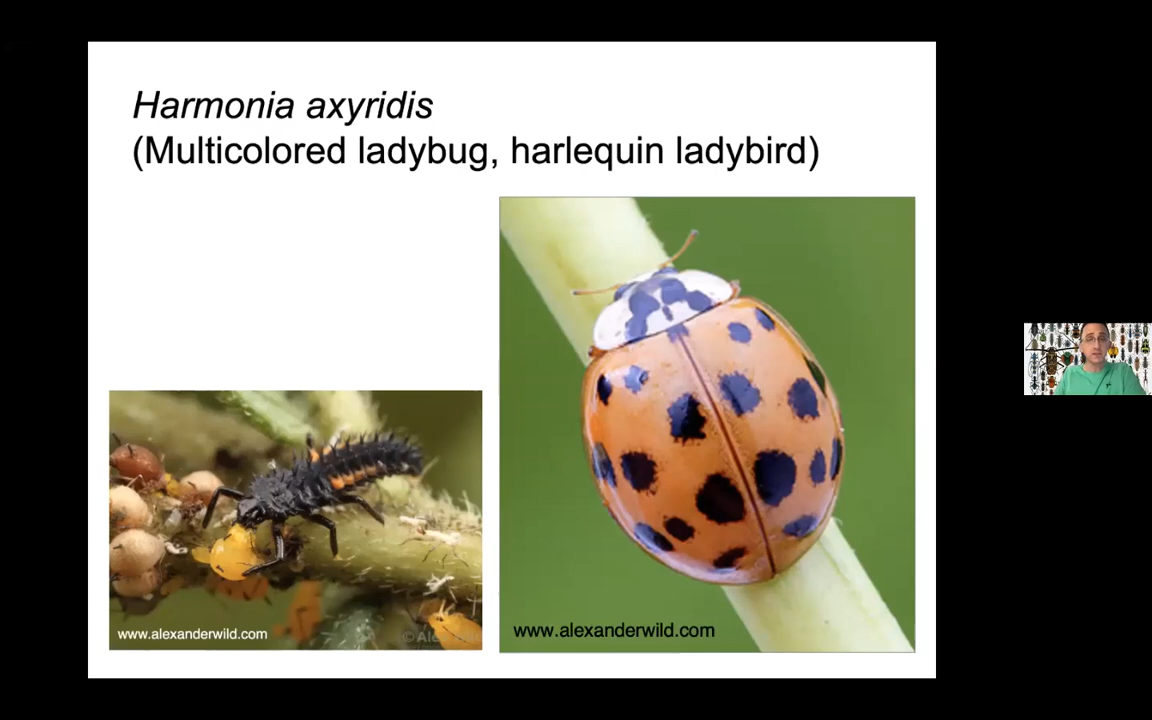 Harmonia axyridis
(Multicolored ladybug, harlequin ladybird)
www.alexanderwild.com
www.alexanderwild.com